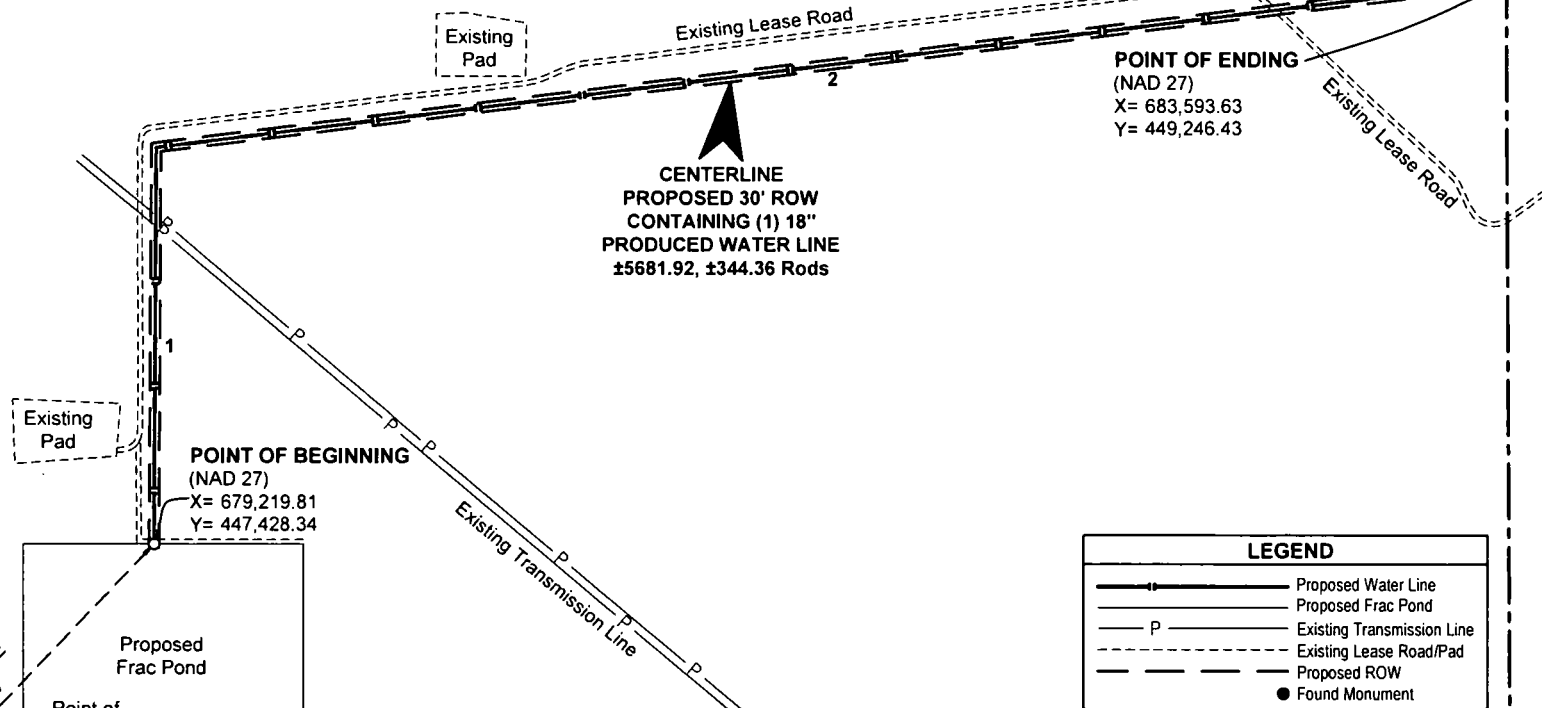 Existing
Pad
Existing Lease Road
2
POINT OF ENDING
(NAD 27)
X= 683,593.63
Y= 449,246.43
Existing Lease Road
CENTERLINE
PROPOSED 30' ROW
CONTAINING (1) 18"
PRODUCED WATER LINE
±5681.92, ±344.36 Rods
P
P
1
P
P
Existing
Pad
POINT OF BEGINNING
(NAD 27)
X= 679,219.81
Y= 447,428.34
Existing Transmission Line
P
P
P
Proposed
Frac Pond
Point of
LEGEND
Proposed Water Line
Proposed Frac Pond
P Existing Transmission Line
Existing Lease Road/Pad
Proposed ROW
Found Monument